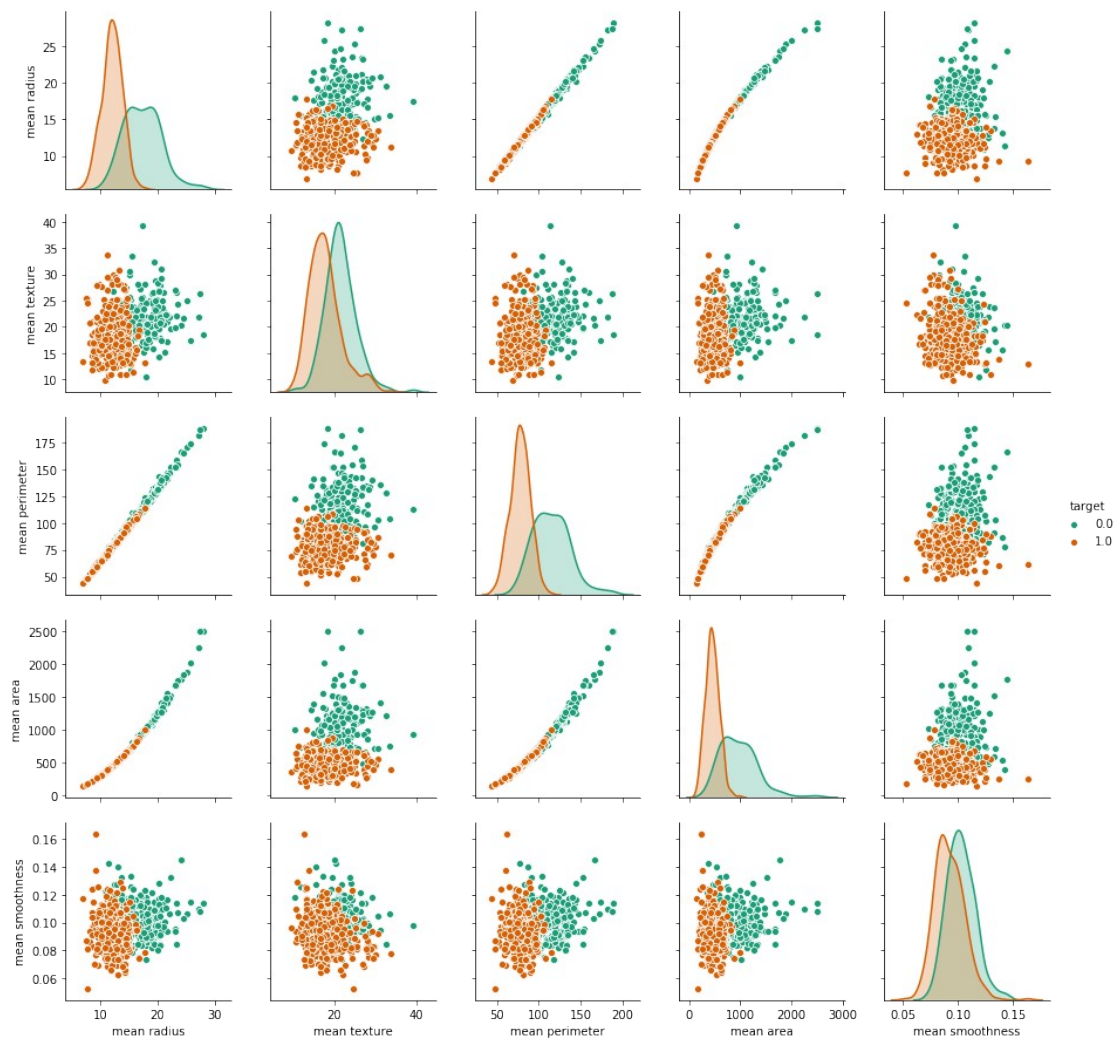 mean radius
25
20
15
10
mean texture
40
35
30
25
20
15
10
mean perimeter
175
150
125
100
75
50
target
0.0
1.0
mean area
2500
2000
1500
1000
500
0
mean smoothness
0.16
0.14
0.12
0.10
0.08
0.06
10 20 30
20 40
50 100 150 200
0 1000 2000 3000
0.05 0.10 0.15
mean radius
mean texture
mean perimeter
mean area
mean smoothness